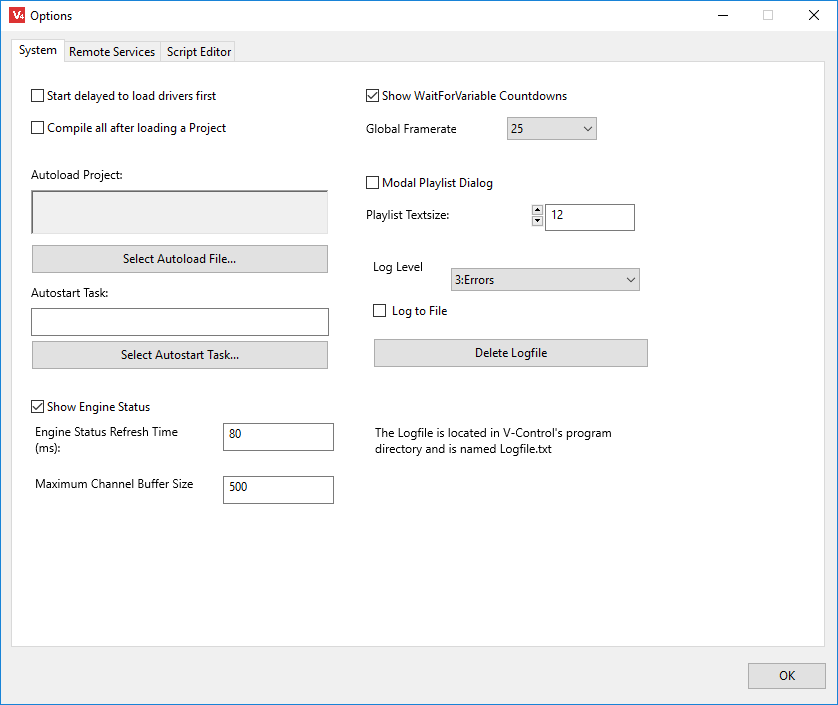 V4 Options
System Remote Services Script Editor
Start delayed to load drivers first
Compile all after loading a Project
Autoload Project:
Select Autoload File...
Autostart Task:
Select Autostart Task...
Show Engine Status
Engine Status Refresh Time
(ms):
80
Maximum Channel Buffer Size
500
Show WaitForVariable Countdowns
Global Framerate
25
Modal Playlist Dialog
Playlist Textsize:
12
Log Level
3:Errors
Log to File
Delete Logfile
The Logfile is located in V-Control's program
directory and is named Logfile.txt
OK